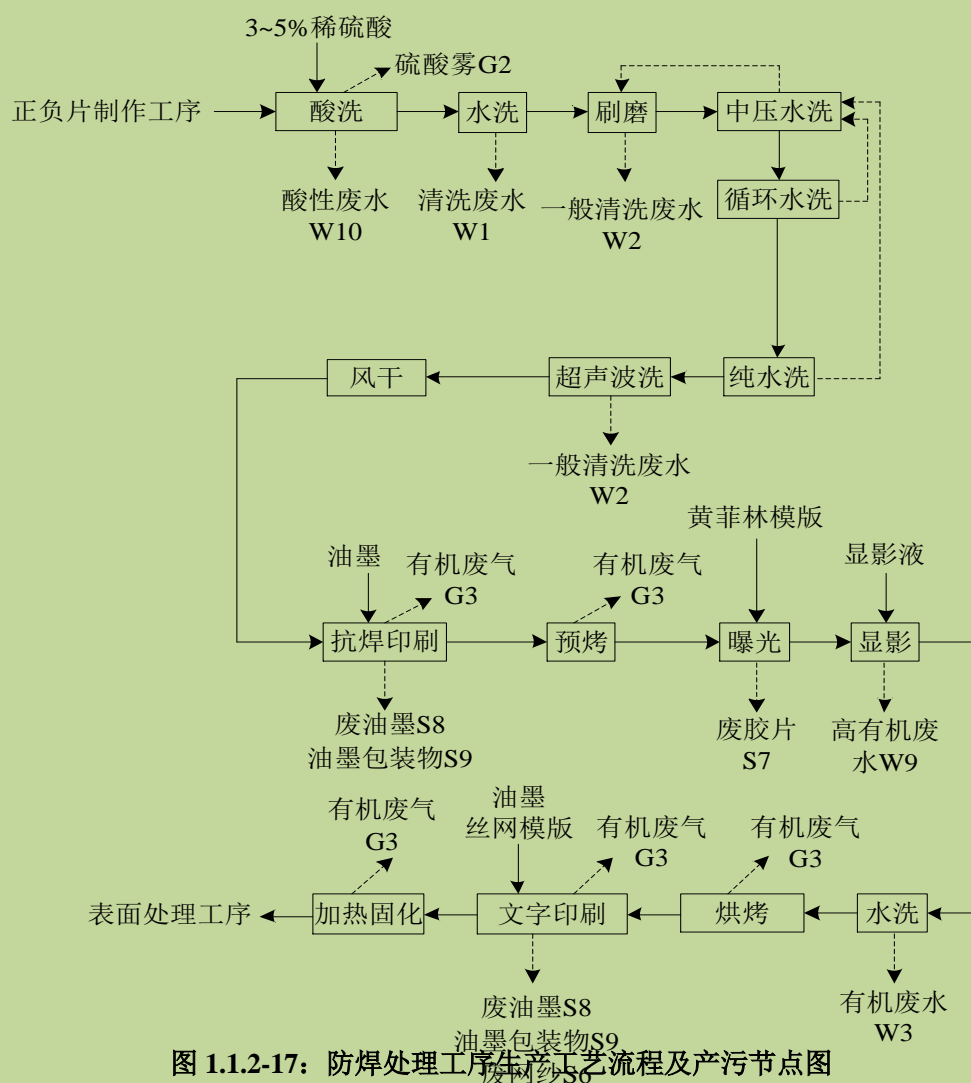 3~5%稀硫酸
硫酸雾G2
正负片制作工序
酸洗
水洗
刷磨
中压水洗
酸性废水
W10
清洗废水
W1
一般清洗废水
W2
循环水洗
风干
超声波洗
纯水洗
一般清洗废水
W2
黄菲林模版
油墨
有机废气
G3
有机废气
G3
显影液
抗焊印刷
预烤
曝光
显影
废油墨S8
油墨包装物S9
废胶片
S7
高有机废
水W9
有机废气
G3
油墨
丝网模版
有机废气
G3
有机废气
G3
表面处理工序
加热固化
文字印刷
烘烤
水洗
废油墨S8
油墨包装物S9
废网纱S6
有机废水
W3
图 1.1.2-17：防焊处理工序生产工艺流程及产污节点图